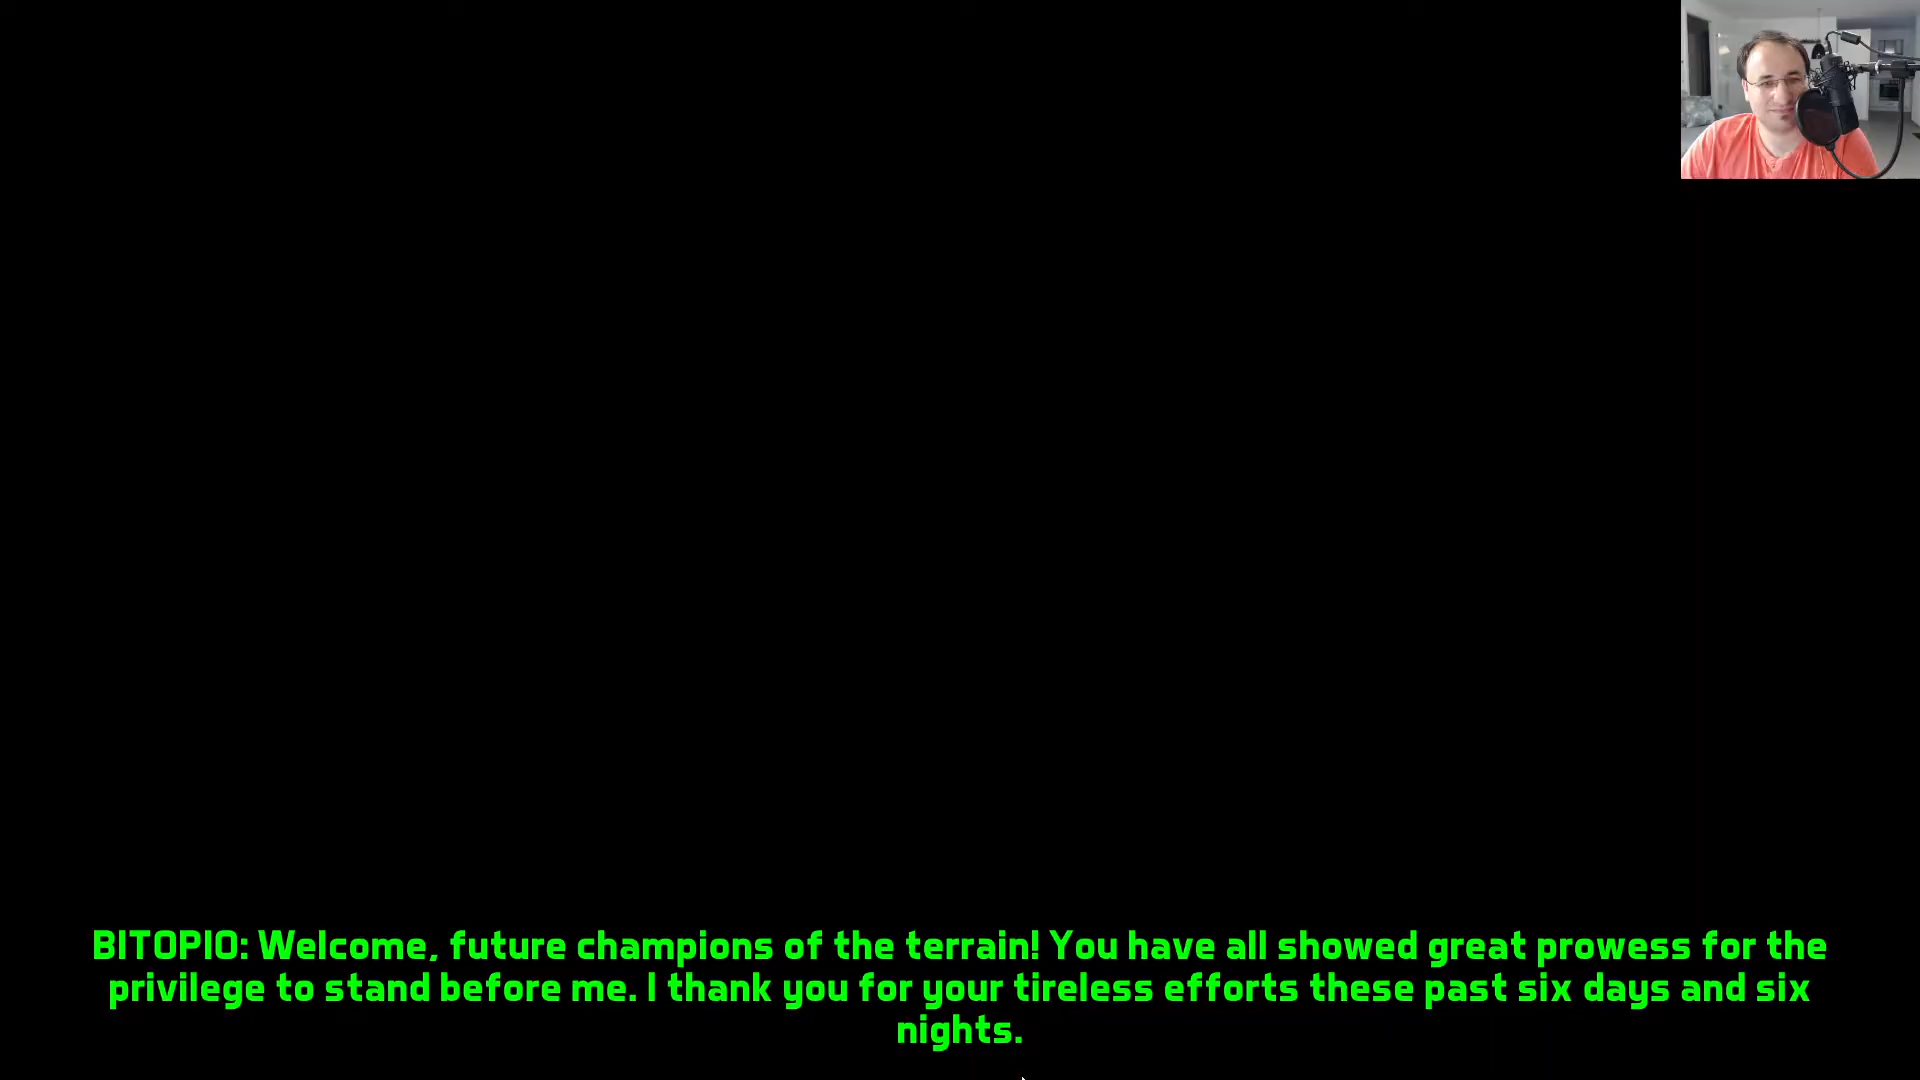 BITOPIO: Welcome, future champions of the terrain! You have all showed great prowess for the
privilege to stand before me. I thank you for your tireless efforts these past six days and six
nights.